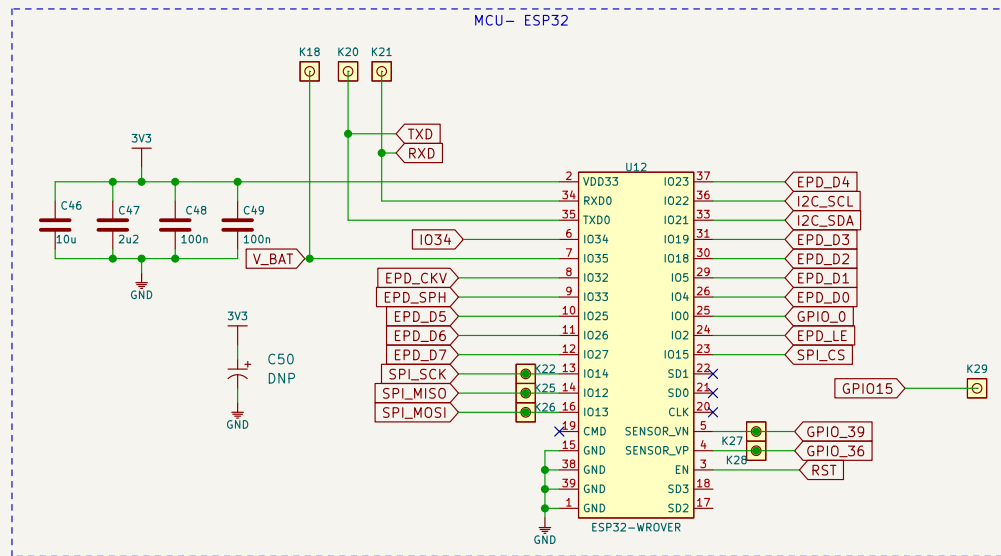 MCU- ESP32
K18 K20 K21
TXD
RXD
3V3
C46 10u
C47 2u2
C48 100n
C49 100n
GND
3V3
C50
DNP
GND
V_BAT
IO34
EPD_CKV
EPD_SPH
EPD_D5
EPD_D6
EPD_D7
SPI_SCK K22
SPI_MISO K25
SPI_MOSI K26
GND
U12
2 VDD33 IO23 37 EPD_D4
34 RXD0 IO22 36 I2C_SCL
35 TXD0 IO21 33 I2C_SDA
6 IO34 IO19 31 EPD_D3
7 IO35 IO18 30 EPD_D2
8 IO32 IO5 29 EPD_D1
9 IO33 IO4 26 EPD_D0
10 IO25 IO0 25 GPIO_0
11 IO26 IO2 24 EPD_LE
12 IO27 IO15 23 SPI_CS
13 IO14 SD1 22
14 IO12 SD0 21
16 IO13 CLK 20
19 CMD SENSOR_VN 5 K27 GPIO_39
15 GND SENSOR_VP 4 K28 GPIO_36
38 GND EN 3 RST
39 GND SD3 18
1 GND SD2 17
ESP32-WROVER
GPIO15 K29